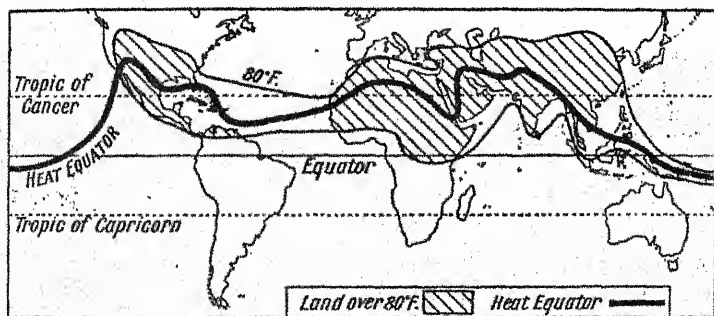 80°F.
Tropic of
Cancer
HEAT EQUATOR
Equator
Tropic of Capricorn
Land over 80°F. Heat Equator